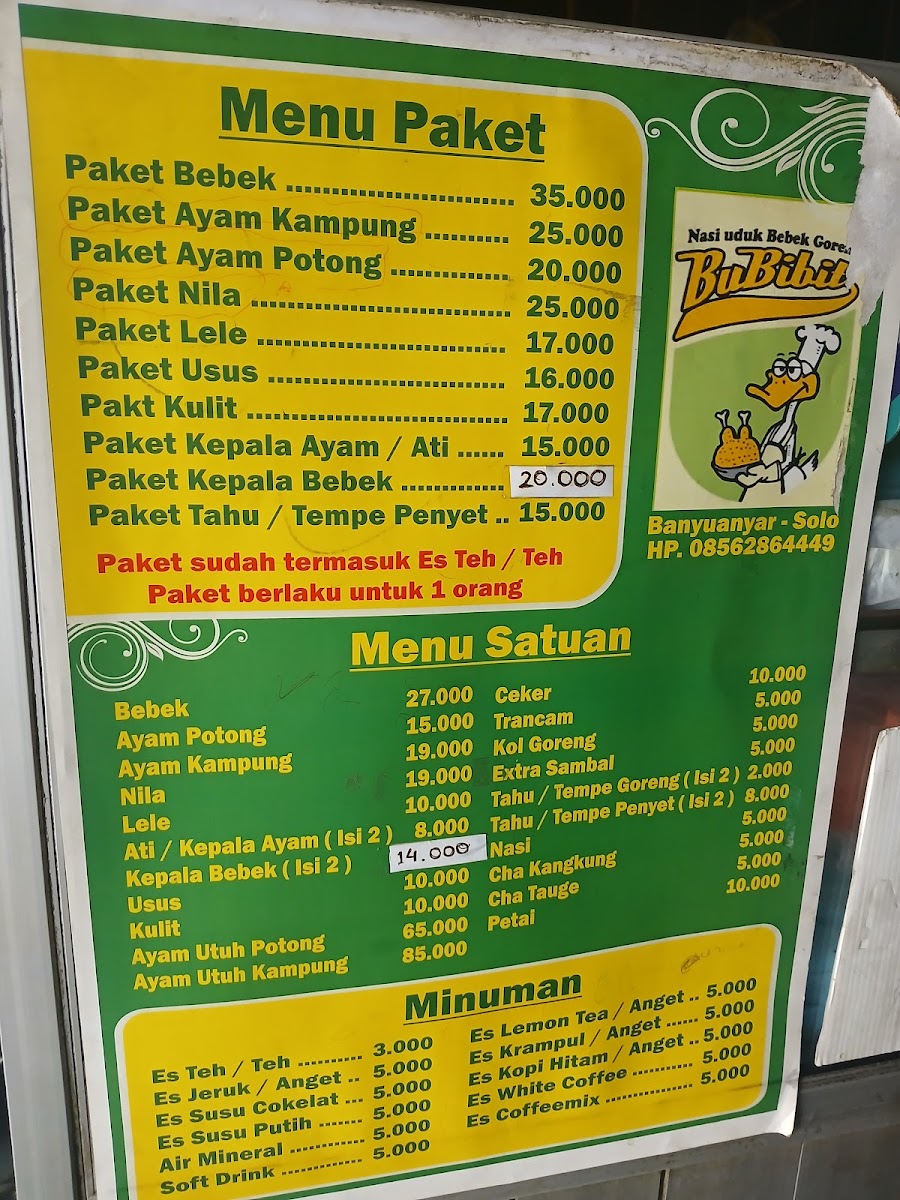 Menu Paket
Paket Bebek ........................ 35.000
Paket Ayam Kampung ......... 25.000
Paket Ayam Potong ............. 20.000
Paket Nila ............................ 25.000
Paket Lele ........................... 17.000
Paket Usus .......................... 16.000
Pakt Kulit ............................. 17.000
Paket Kepala Ayam / Ati ...... 15.000
Paket Kepala Bebek ............. 20.000
Paket Tahu / Tempe Penyet .. 15.000
Paket sudah termasuk Es Teh / Teh
Paket berlaku untuk 1 orang
Nasi uduk Bebek
BuBibit
Banyuanyar - Solo
HP. 08562864449
Menu Satuan
Bebek 27.000
Ayam Potong 15.000
Ayam Kampung 19.000
Nila 19.000
Lele 10.000
Ati / Kepala Ayam ( Isi 2 ) 8.000
Kepala Bebek ( Isi 2 ) 14.000
Usus 10.000
Kulit 10.000
Ayam Utuh Potong 65.000
Ayam Utuh Kampung 85.000
Ceker 10.000
Trancam 5.000
Kol Goreng 5.000
Extra Sambal 5.000
Tahu / Tempe Goreng ( Isi 2 ) 2.000
Tahu / Tempe Penyet ( Isi 2 ) 8.000
Nasi 5.000
Cha Kangkung 5.000
Cha Tauge 5.000
Petai 10.000
Minuman
Es Teh / Teh .......... 3.000
Es Jeruk / Anget .. 5.000
Es Susu Cokelat ... 5.000
Es Susu Putih ....... 5.000
Air Mineral ............ 5.000
Soft Drink ............. 5.000
Es Lemon Tea / Anget .. 5.000
Es Krampul / Anget ...... 5.000
Es Kopi Hitam / Anget .. 5.000
Es White Coffee ........... 5.000
Es Coffeemix ................ 5.000